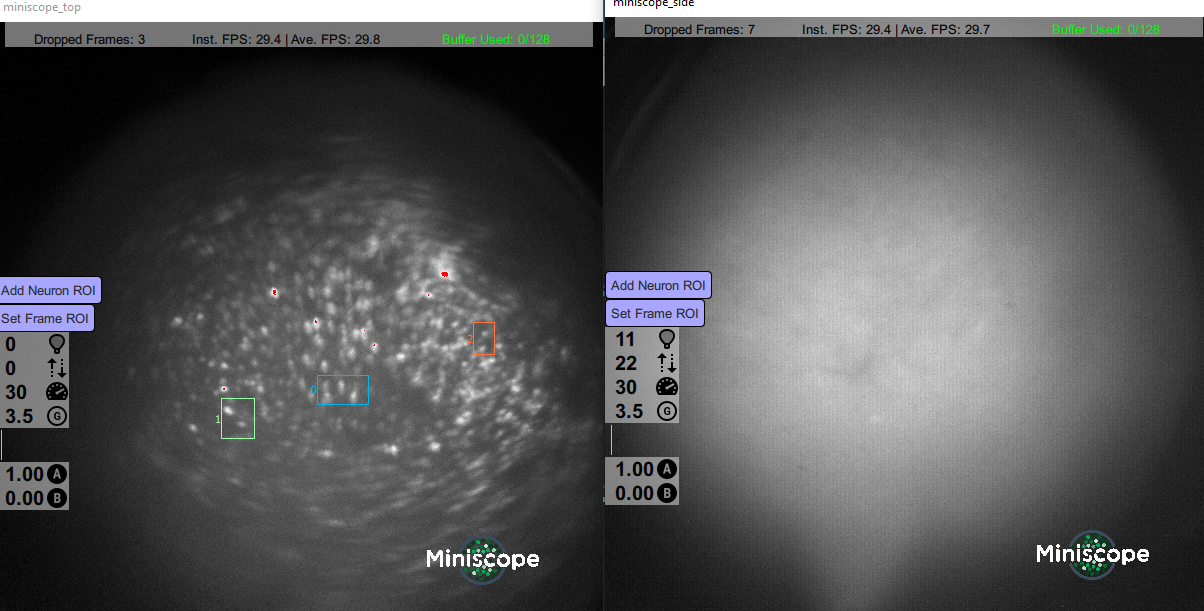 miniscope_top
Dropped Frames: 3 Inst. FPS: 29.4 | Ave. FPS: 29.8 Buffer Used: 0/128
Add Neuron ROI
Set Frame ROI
0
0
30
3.5 G
1.00 A
0.00 B
0
1
2
Miniscope
miniscope_side
Dropped Frames: 7 Inst. FPS: 29.4 | Ave. FPS: 29.7 Buffer Used: 0/128
Add Neuron ROI
Set Frame ROI
11
22
30
3.5 G
1.00 A
0.00 B
Miniscope